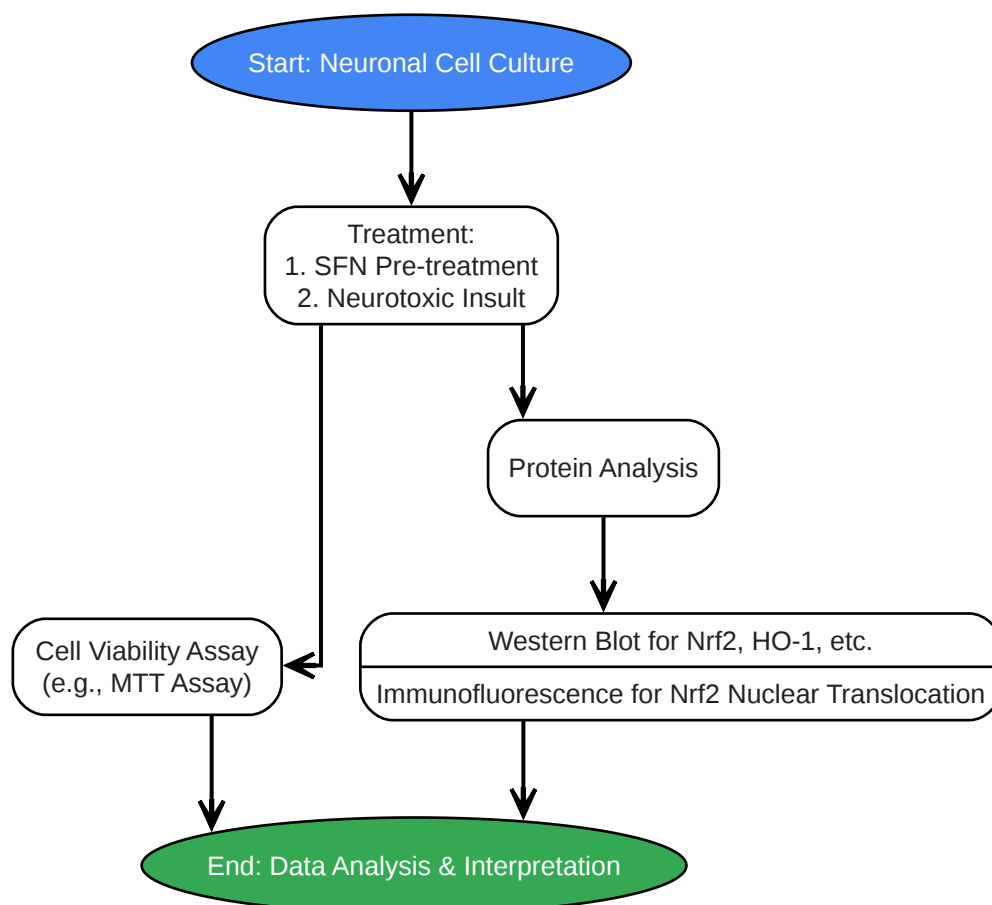 Start: Neuronal Cell Culture
Treatment:
1. SFN Pre-treatment
2. Neurotoxic Insult
Protein Analysis
Cell Viability Assay
(e.g., MTT Assay)
Western Blot for Nrf2, HO-1, etc.
Immunofluorescence for Nrf2 Nuclear Translocation
End: Data Analysis & Interpretation